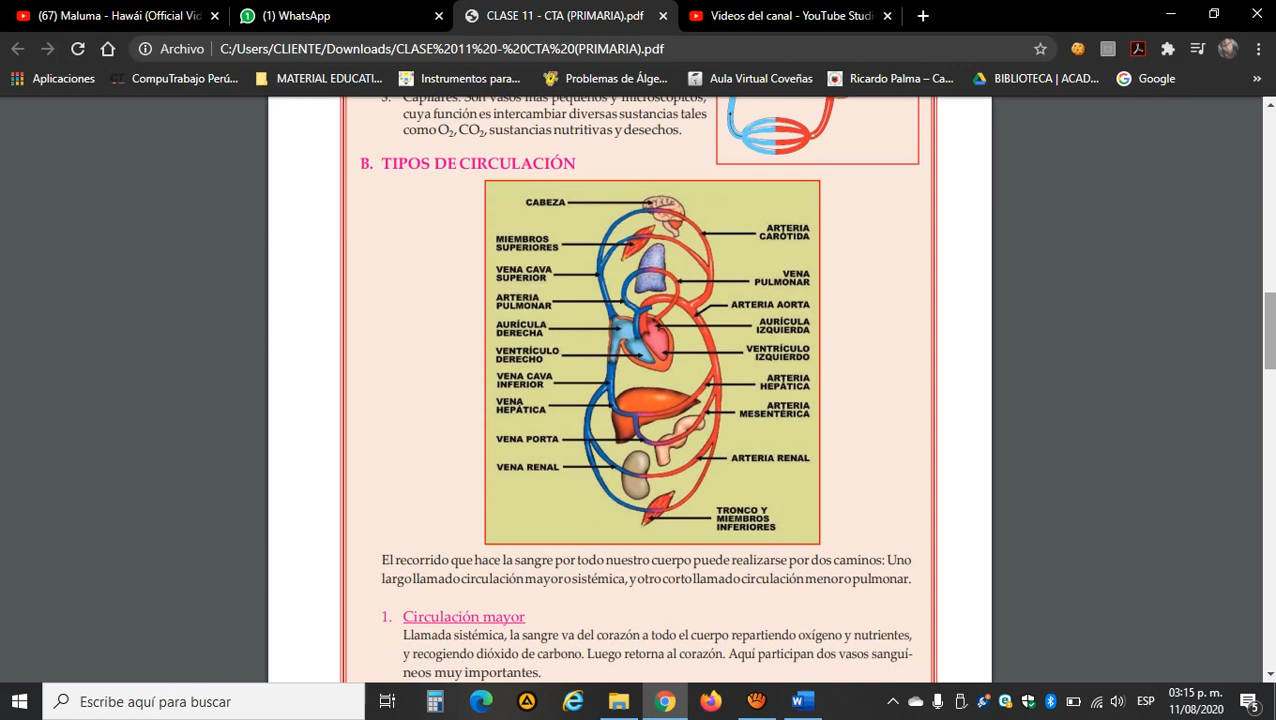 (67) Maluma - Hawái (Official Vid
(1) WhatsApp
CLASE 11 - CTA (PRIMARIA).pdf
Videos del canal - YouTube Studi
Archivo
C:/Users/CLIENTE/Downloads/CLASE%2011%20-%20CTA%20(PRIMARIA).pdf
Aplicaciones
CompuTrabajo Perú...
MATERIAL EDUCATI...
Instrumentos para...
Problemas de Álge...
Aula Virtual Coveñas
Ricardo Palma – Ca...
BIBLIOTECA | ACAD...
Google
3. Capilares: Son vasos más pequeños y microscópicos,
cuya función es intercambiar diversas sustancias tales
como O2, CO2, sustancias nutritivas y desechos.
B. TIPOS DE CIRCULACIÓN
CABEZA
MIEMBROS
SUPERIORES
VENA CAVA
SUPERIOR
ARTERIA
PULMONAR
AURÍCULA
DERECHA
VENTRÍCULO
DERECHO
VENA CAVA
INFERIOR
VENA
HEPÁTICA
VENA PORTA
VENA RENAL
ARTERIA
CARÓTIDA
VENA
PULMONAR
ARTERIA AORTA
AURÍCULA
IZQUIERDA
VENTRÍCULO
IZQUIERDO
ARTERIA
HEPÁTICA
ARTERIA
MESENTÉRICA
ARTERIA RENAL
TRONCO Y
MIEMBROS
INFERIORES
El recorrido que hace la sangre por todo nuestro cuerpo puede realizarse por dos caminos: Uno
largo llamado circulación mayor o sistémica, y otro corto llamado circulación menor o pulmonar.
1. Circulación mayor
Llamada sistémica, la sangre va del corazón a todo el cuerpo repartiendo oxígeno y nutrientes,
y recogiendo dióxido de carbono. Luego retorna al corazón. Aquí participan dos vasos sanguí-
neos muy importantes.
Escribe aquí para buscar
ESP
03:15 p. m.
11/08/2020
5